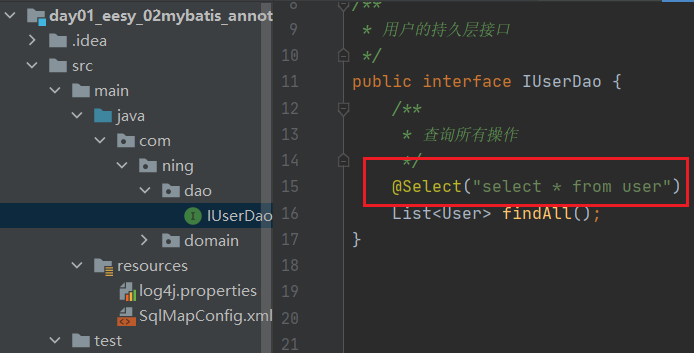 day01_eesy_02mybatis_annot
.idea
src
main
java
com
ning
dao
IUserDao
domain
resources
log4j.properties
SqlMapConfig.xml
test
8 /**
9 * 用户的持久层接口
10 */
11 public interface IUserDao {
12 /**
13 * 查询所有操作
14 */
15 @Select("select * from user")
16 List<User> findAll();
17 }
18
19
20
21